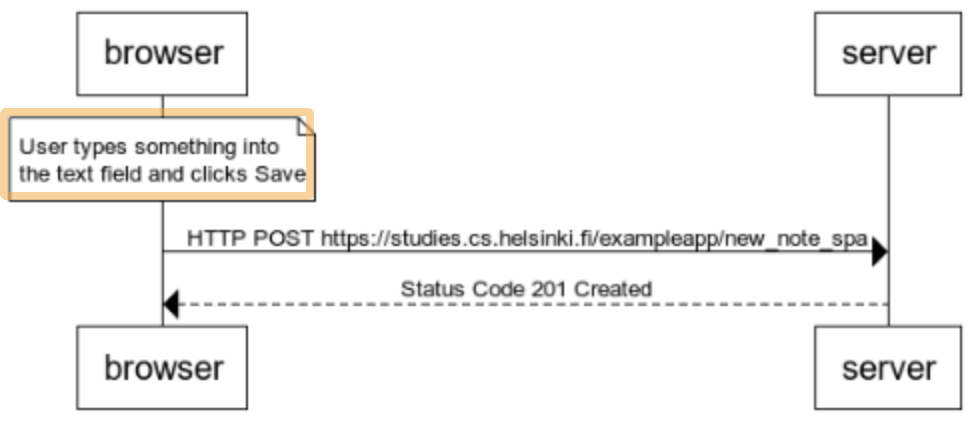 browser
server
User types something into
the text field and clicks Save
HTTP POST https://studies.cs.helsinki.fi/exampleapp/new_note_spa
Status Code 201 Created
browser
server